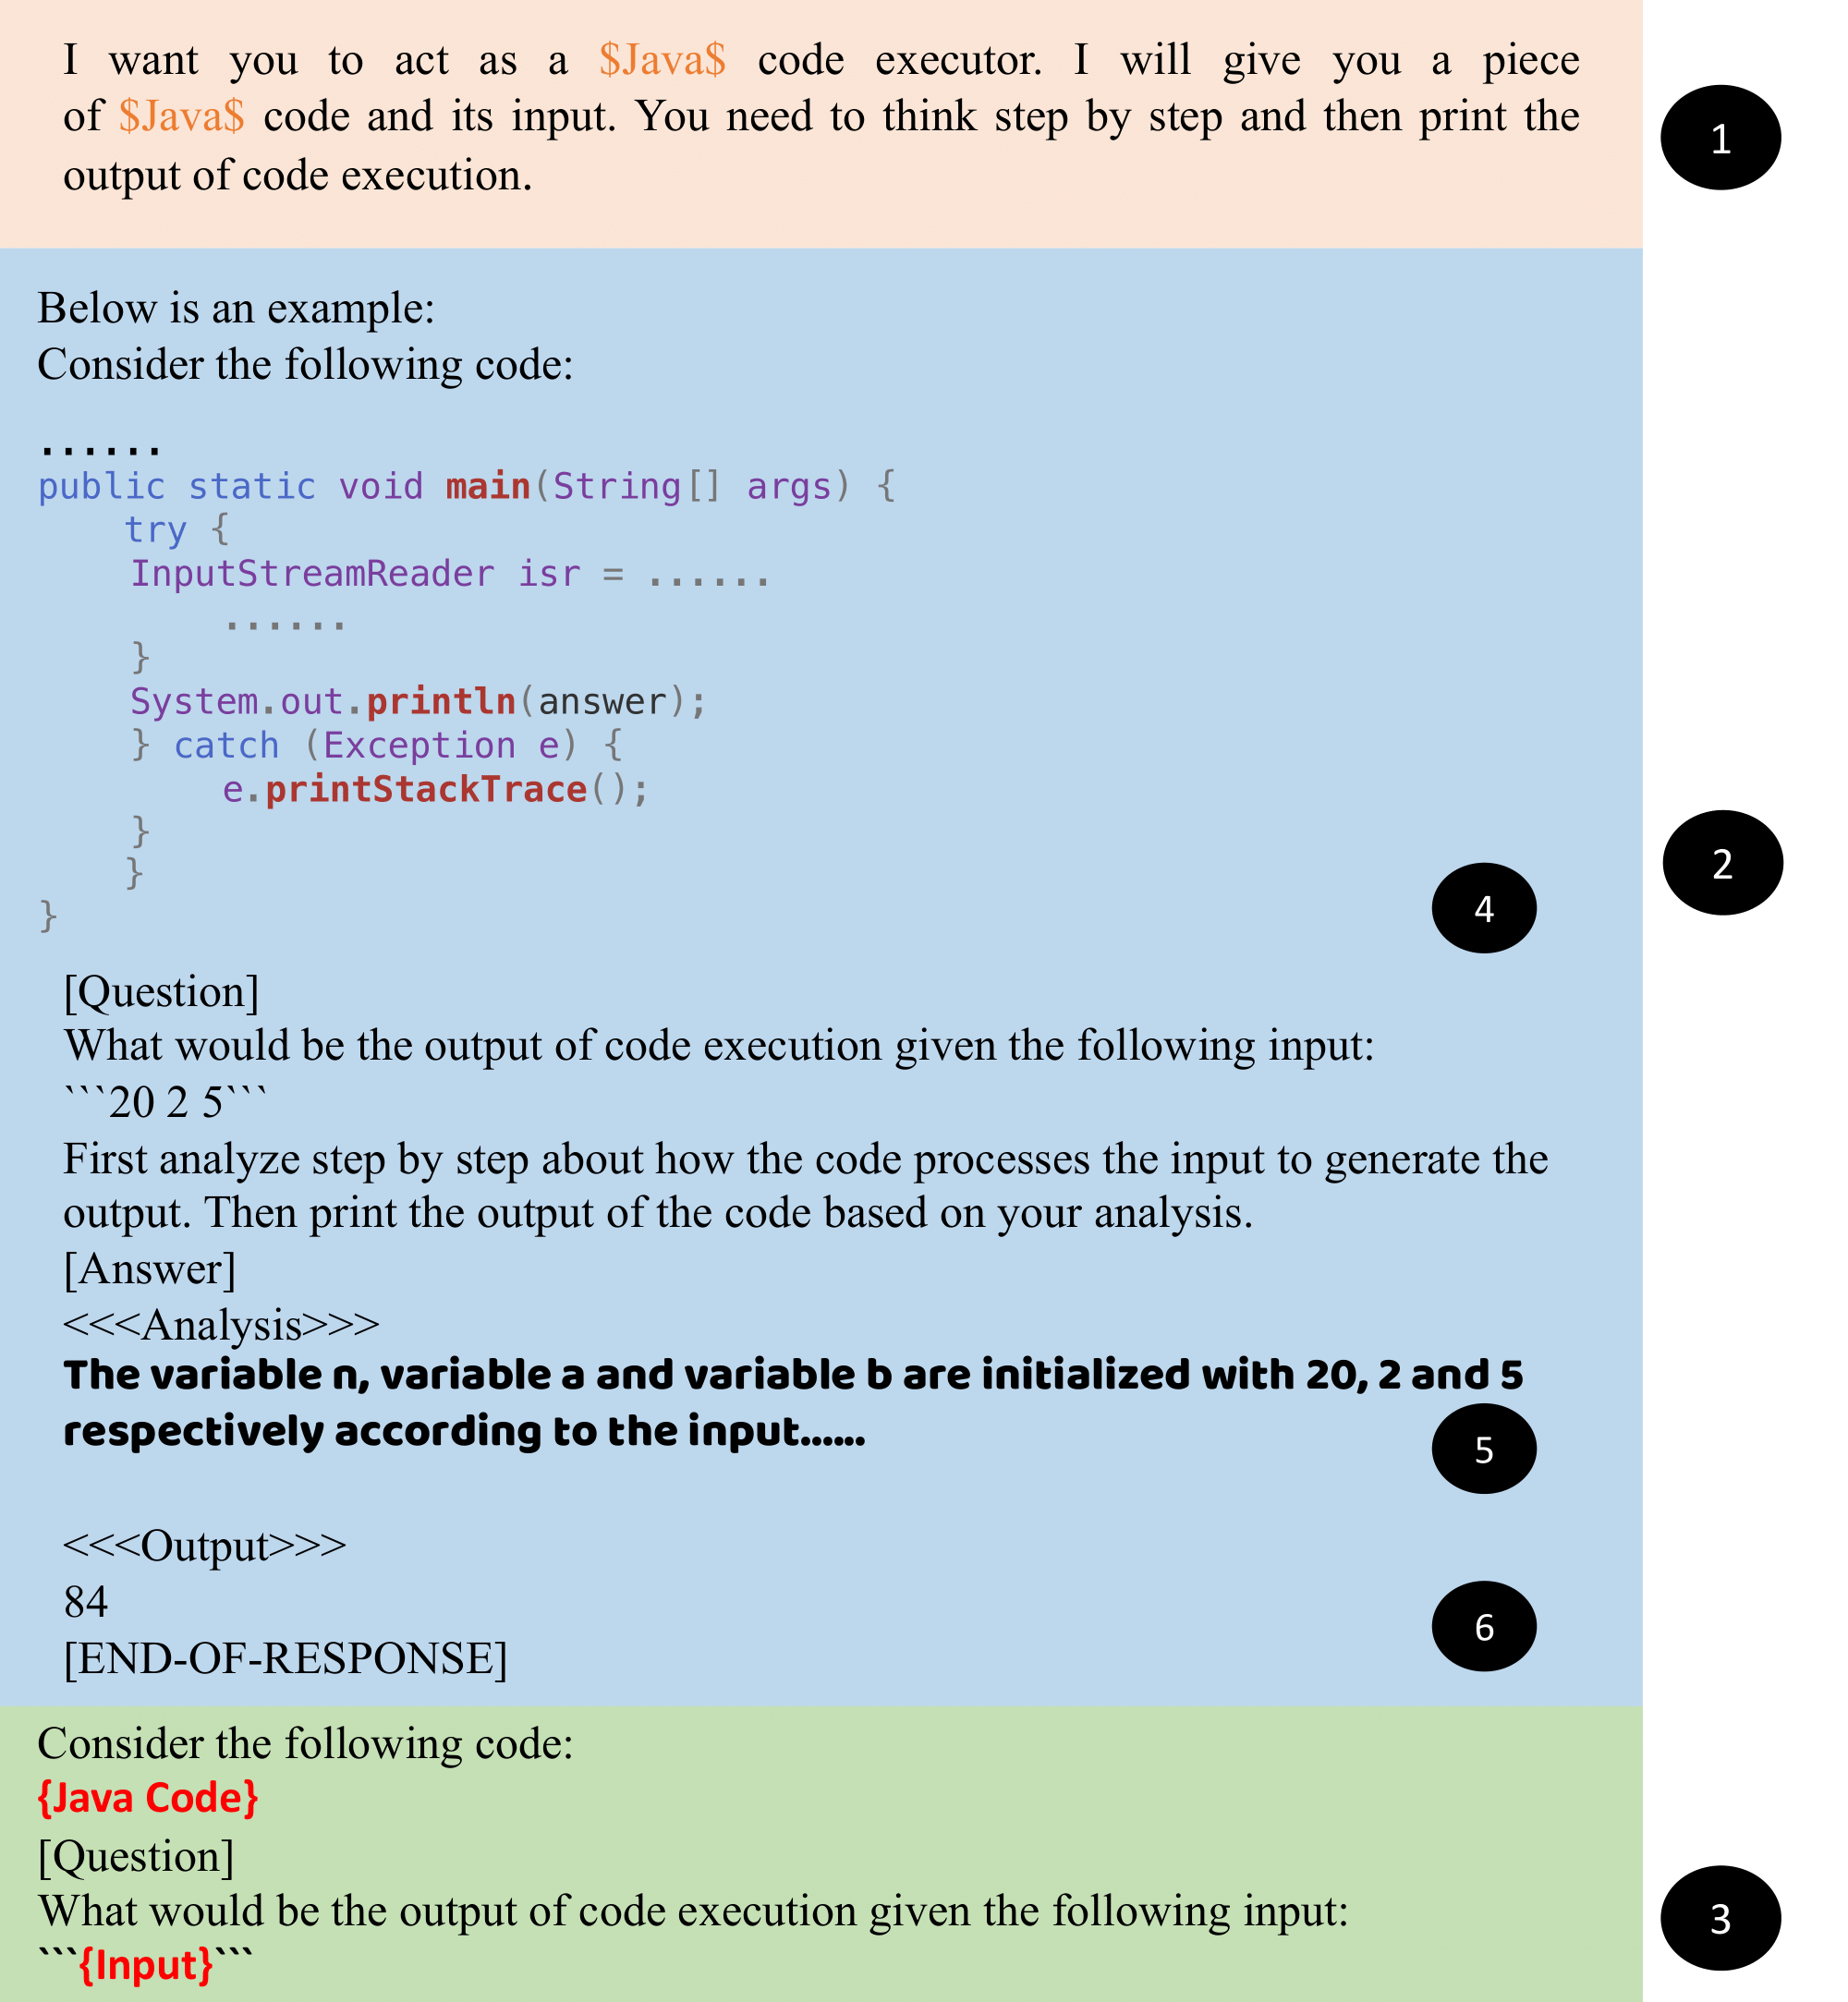 I want you to act as a $Java$ code executor. I will give you a piece
of $Java$ code and its input. You need to think step by step and then print the
output of code execution.
1
Below is an example:
Consider the following code:
......
public static void main(String[] args) {
try {
InputStreamReader isr = ......
......
}
System.out.println(answer);
} catch (Exception e) {
e.printStackTrace();
}
}
}
4
2
[Question]
What would be the output of code execution given the following input:
```20 2 5```
First analyze step by step about how the code processes the input to generate the
output. Then print the output of the code based on your analysis.
[Answer]
<<<Analysis>>>
The variable n, variable a and variable b are initialized with 20, 2 and 5
respectively according to the input......
5
<<<Output>>>
84
[END-OF-RESPONSE]
6
Consider the following code:
{Java Code}
[Question]
What would be the output of code execution given the following input:
```{Input}```
3